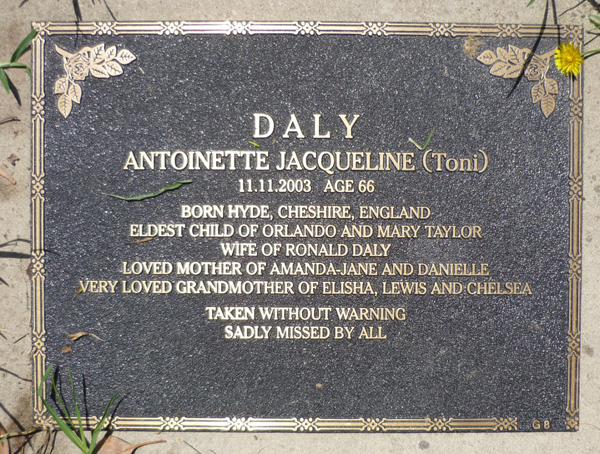 DALY
ANTOINETTE JACQUELINE (Toni)
11.11.2003 AGE 66
BORN HYDE, CHESHIRE, ENGLAND
ELDEST CHILD OF ORLANDO AND MARY TAYLOR
WIFE OF RONALD DALY
LOVED MOTHER OF AMANDA-JANE AND DANIELLE
VERY LOVED GRANDMOTHER OF ELISHA, LEWIS AND CHELSEA
TAKEN WITHOUT WARNING
SADLY MISSED BY ALL
GB